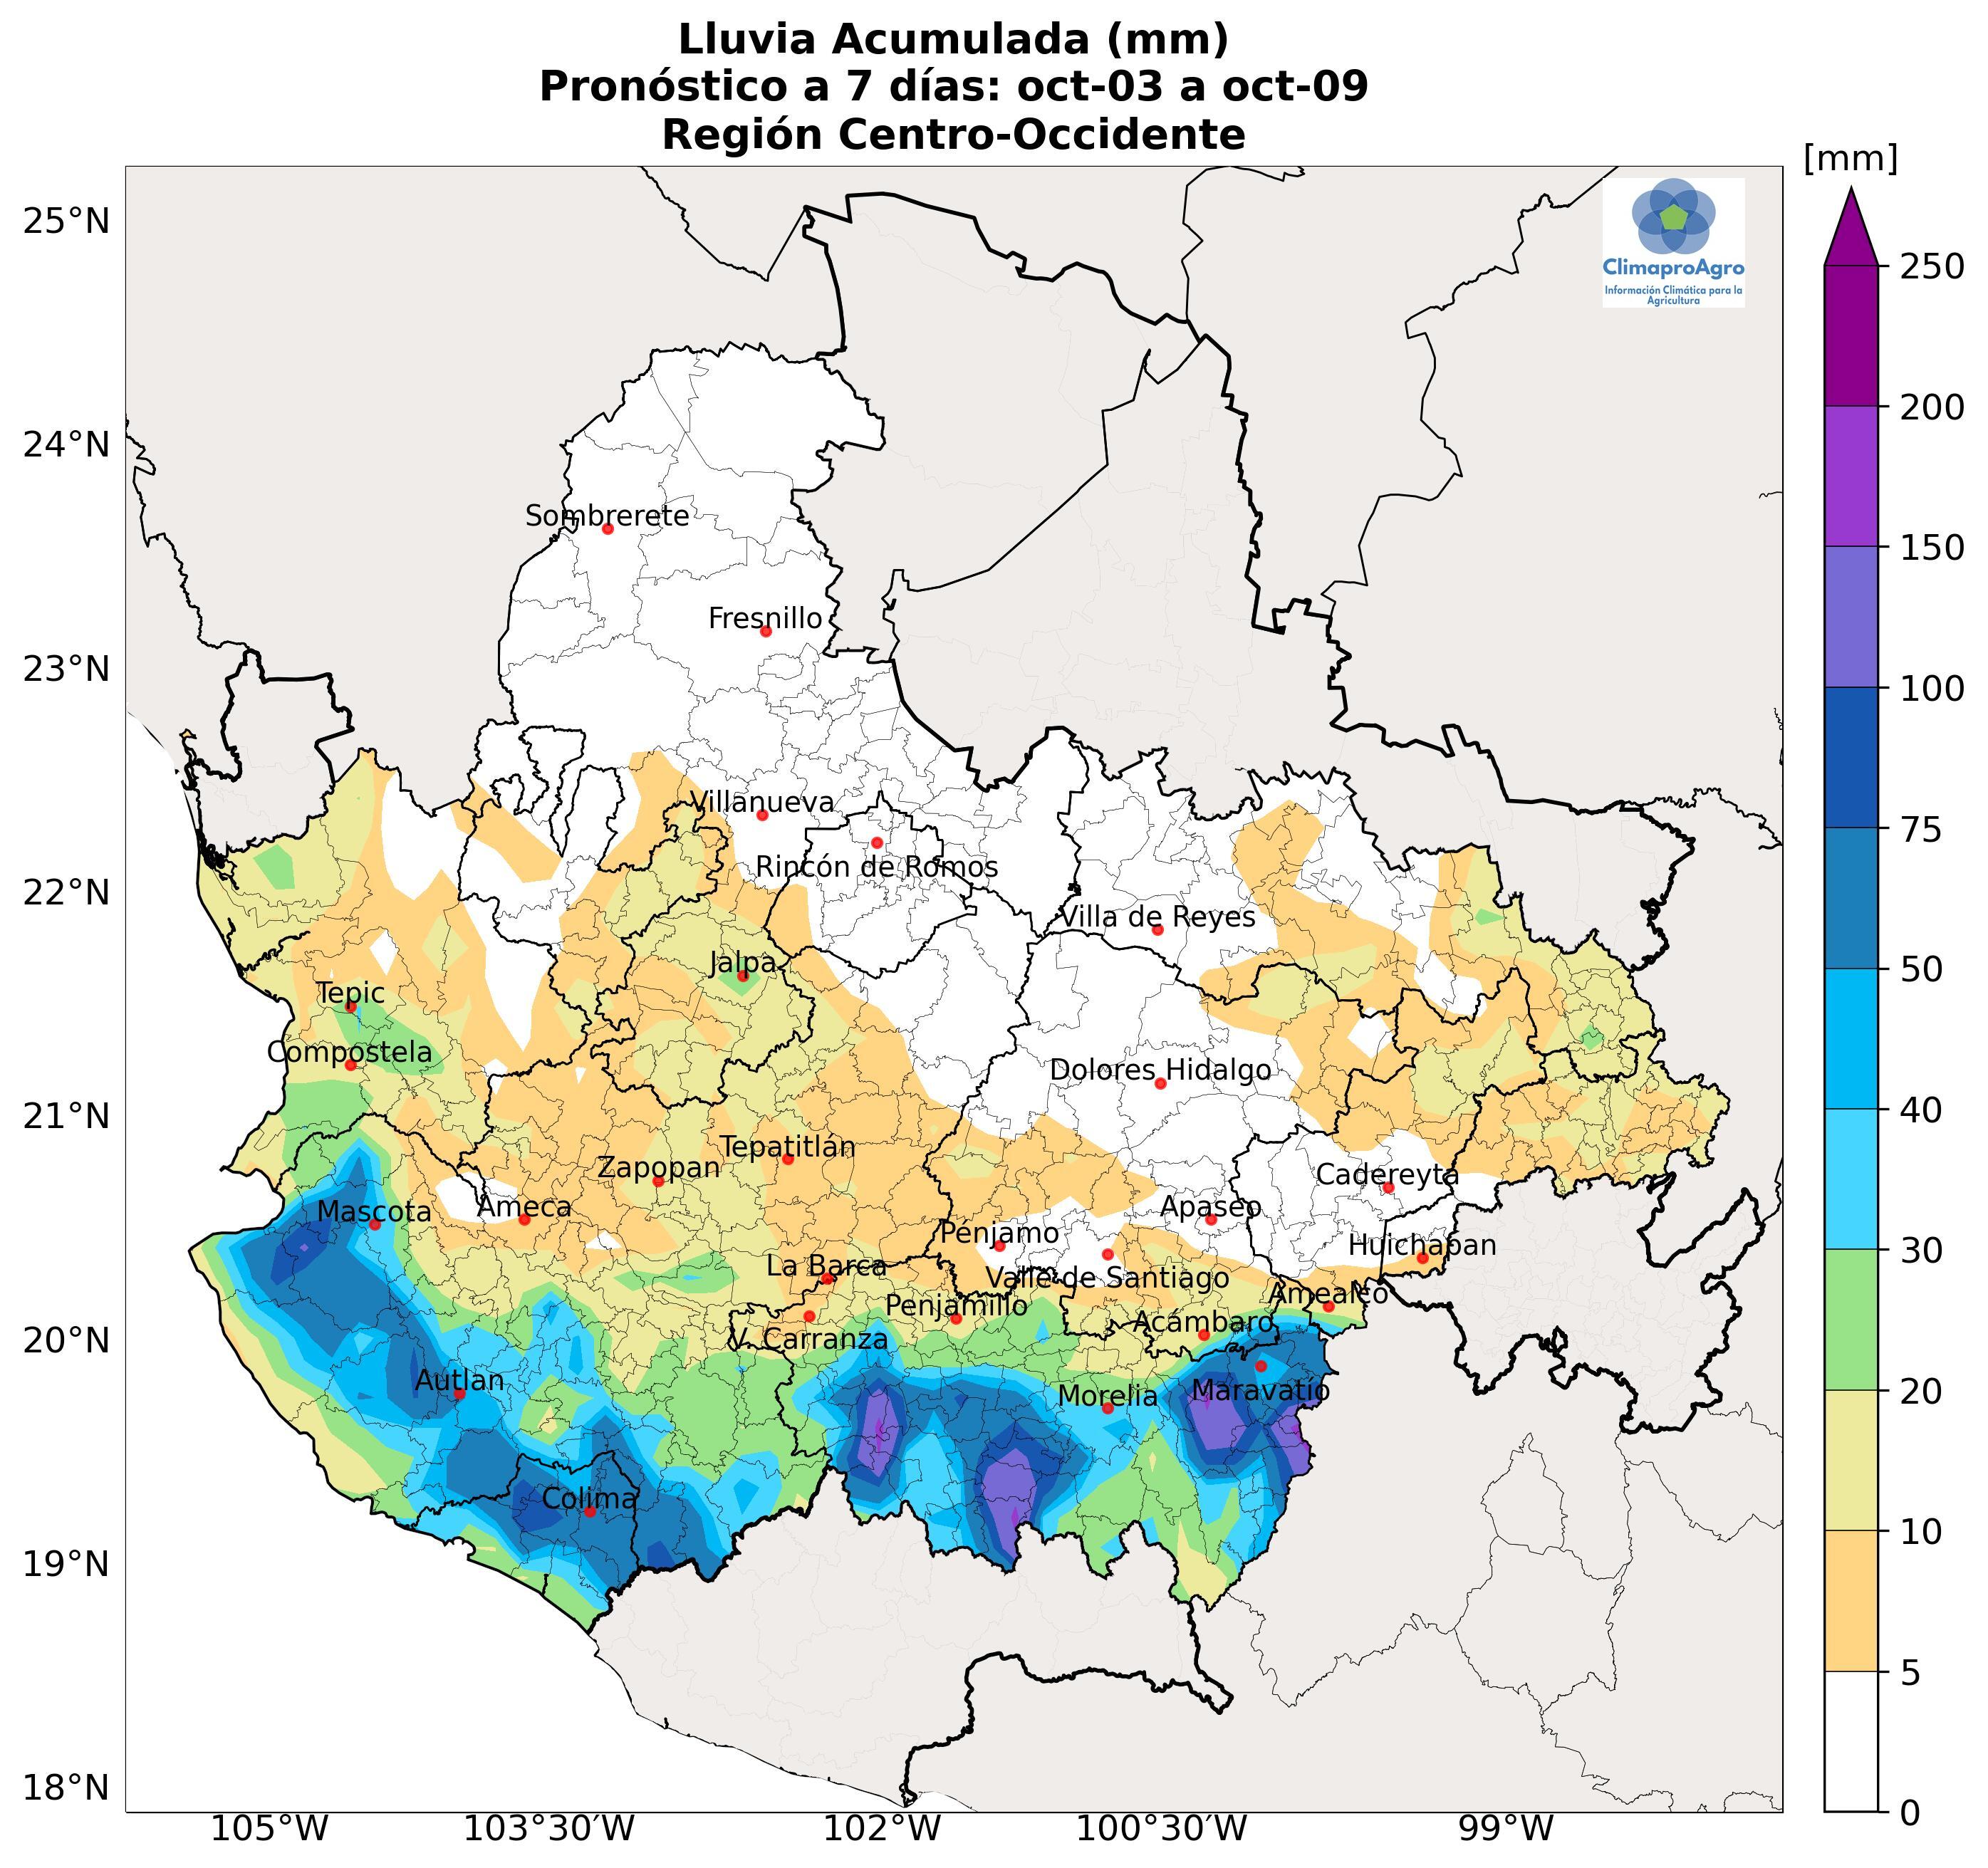 Lluvia Acumulada (mm)
Pronóstico a 7 días: oct-03 a oct-09
Región Centro-Occidente
[mm]
ClimaproAgro
Información Climática para la
Agricultura
25°N
24°N
23°N
22°N
21°N
20°N
19°N
18°N
Sombrerete
Fresnillo
Villanueva
Rincón de Romos
Villa de Reyes
Jalpa
Tepic
Compostela
Dolores Hidalgo
Tepatitlán
Zapopan
Cadereyta
Mascota
Ameca
Apaseo
Pénjamo
Huichapan
La Barca
Valle de Santiago
Amealco
Penjamillo
Acámbaro
V. Carranza
Autlan
Morelia
Maravatío
Colima
250
200
150
100
75
50
40
30
20
10
5
0
105°W
103°30'W
102°W
100°30'W
99°W